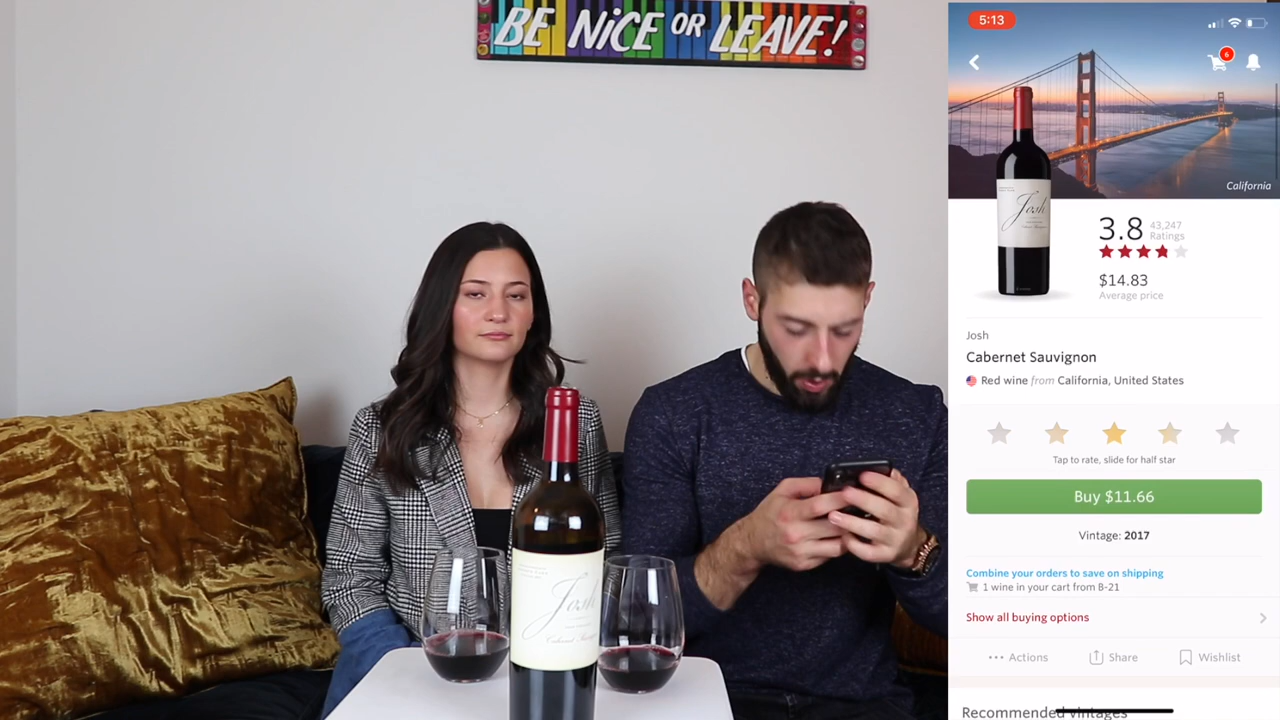 BE NiCE OR LEAVE!
Josh
Cabernet Sauvignon
5:13
6
California
Josh
3.8
43,247
Ratings
$14.83
Average price
Josh
Cabernet Sauvignon
Red wine from California, United States
Tap to rate, slide for half star
Buy $11.66
Vintage: 2017
Combine your orders to save on shipping
1 wine in your cart from B-21
Show all buying options
Actions
Share
Wishlist
Recommended vintages